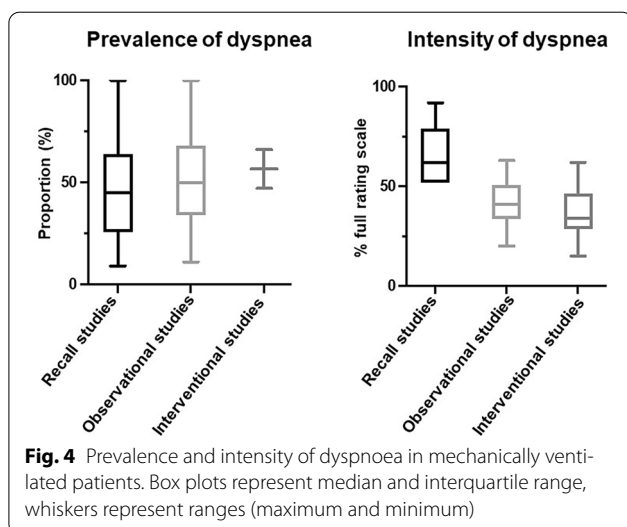 Prevalence of dyspnea
Proportion (%)
100
50
0
Recall studies
Observational studies
Interventional studies
Intensity of dyspnea
% full rating scale
100
50
0
Recall studies
Observational studies
Interventional studies
Fig. 4 Prevalence and intensity of dyspnoea in mechanically venti-
lated patients. Box plots represent median and interquartile range,
whiskers represent ranges (maximum and minimum)